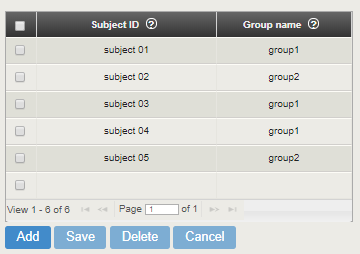 Subject ID ? Group name ?
subject 01 group1
subject 02 group2
subject 03 group1
subject 04 group1
subject 05 group2
View 1 - 6 of 6 Page 1 of 1
Add Save Delete Cancel